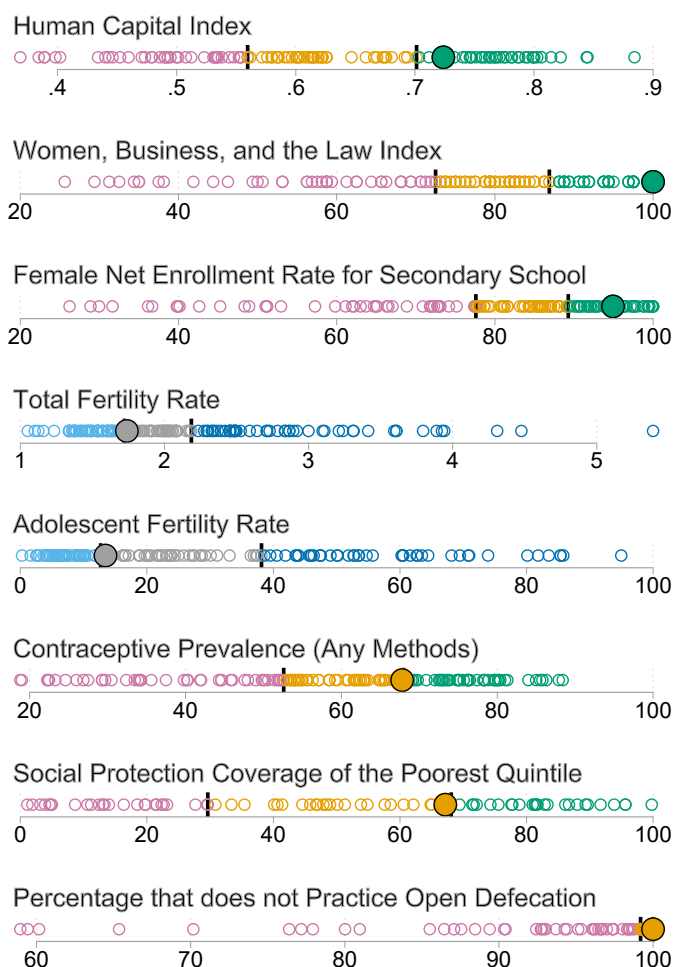 Human Capital Index
.4 .5 .6 .7 .8 .9
Women, Business, and the Law Index
20 40 60 80 100
Female Net Enrollment Rate for Secondary School
20 40 60 80 100
Total Fertility Rate
1 2 3 4 5
Adolescent Fertility Rate
0 20 40 60 80 100
Contraceptive Prevalence (Any Methods)
20 40 60 80 100
Social Protection Coverage of the Poorest Quintile
0 20 40 60 80 100
Percentage that does not Practice Open Defecation
60 70 80 90 100